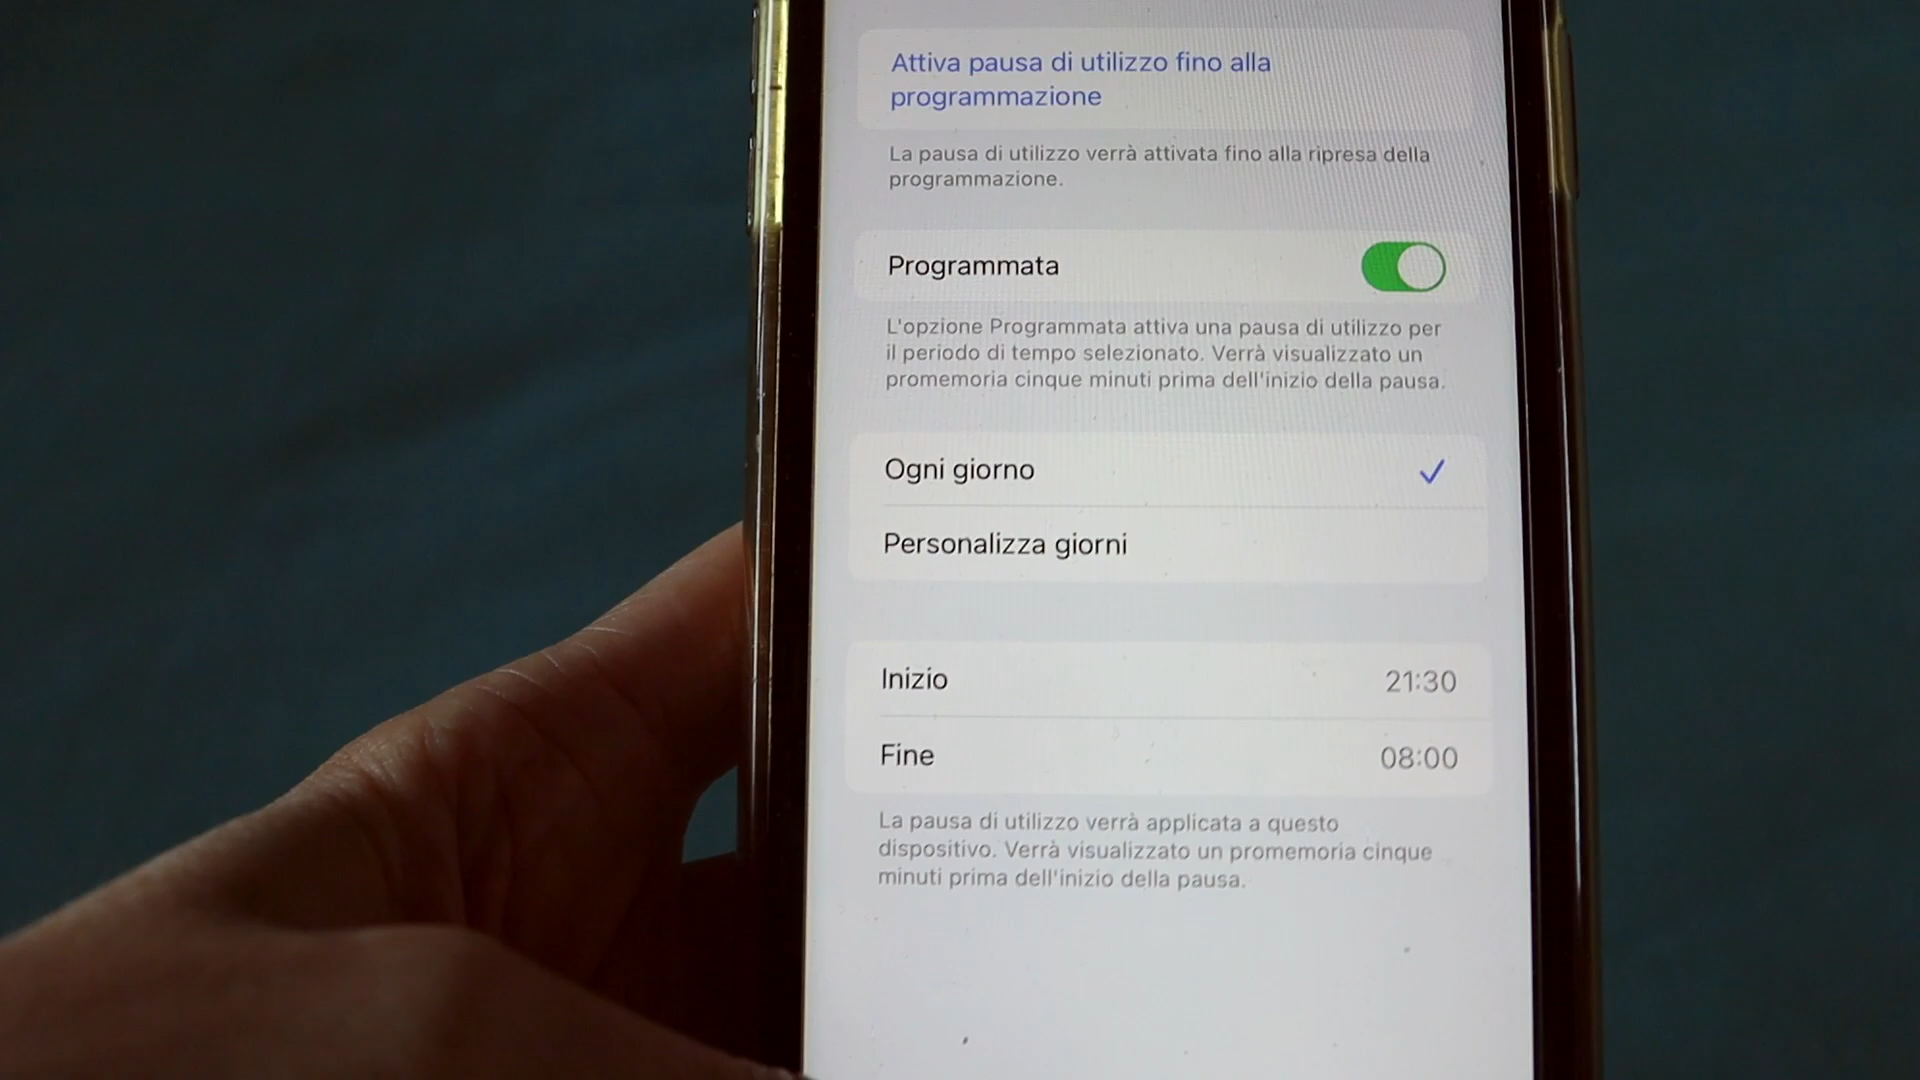 Attiva pausa di utilizzo fino alla
programmazione
La pausa di utilizzo verrà attivata fino alla ripresa della
programmazione.
Programmata
L'opzione Programmata attiva una pausa di utilizzo per
il periodo di tempo selezionato. Verrà visualizzato un
promemoria cinque minuti prima dell'inizio della pausa.
Ogni giorno
Personalizza giorni
Inizio 21:30
Fine 08:00
La pausa di utilizzo verrà applicata a questo
dispositivo. Verrà visualizzato un promemoria cinque
minuti prima dell'inizio della pausa.